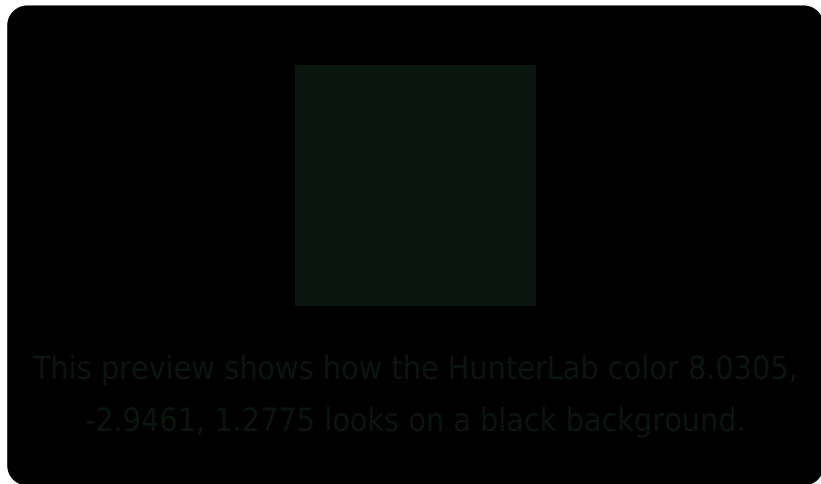 This preview shows how the HunterLab color 8.0305,
-2.9461, 1.2775 looks on a black background.